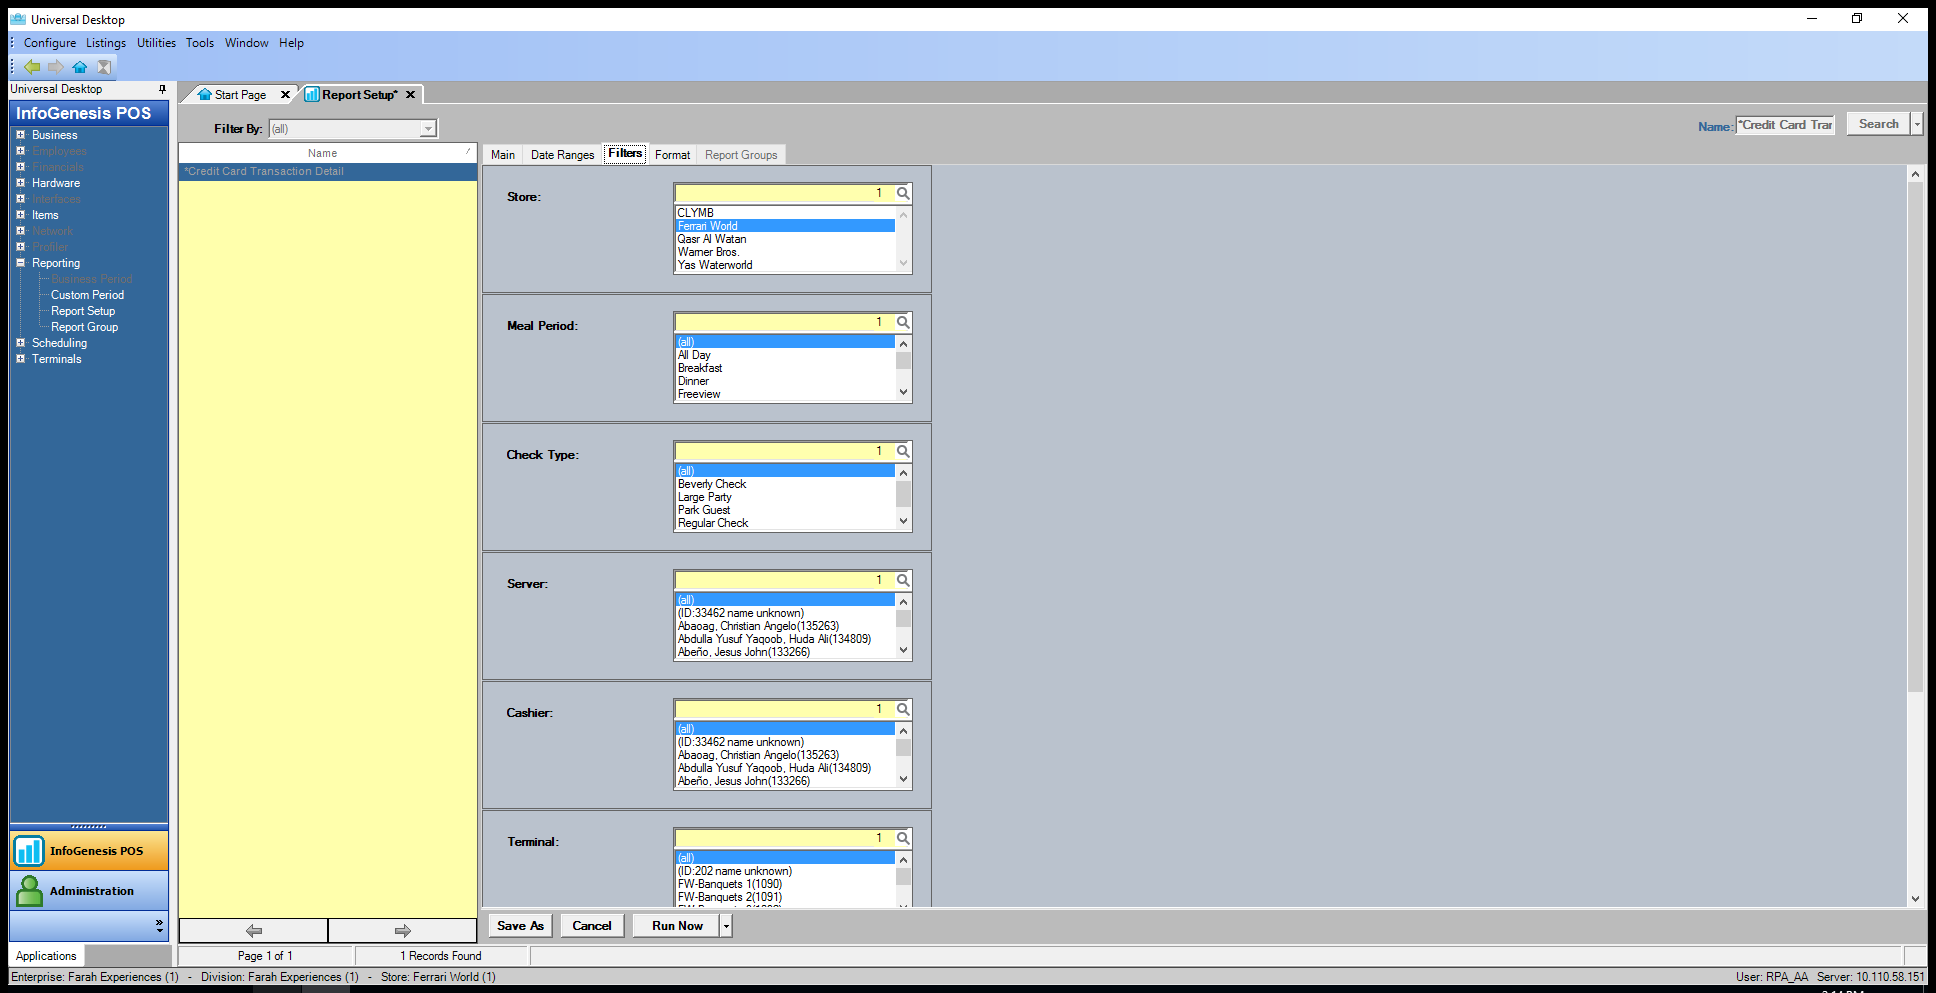 Universal Desktop
Configure Listings Utilities Tools Window Help
Universal Desktop
InfoGenesis POS
Business
Employees
Financials
Hardware
Interfaces
Items
Network
Profiler
Reporting
Business Period
Custom Period
Report Setup
Report Group
Scheduling
Terminals
InfoGenesis POS
Administration
Applications
Start Page
Report Setup*
Filter By: (all)
Name: *Credit Card Trar
Search
Name
*Credit Card Transaction Detail
Main Date Ranges Filters Format Report Groups
Store: 1
CLYMB
Ferrari World
Qasr Al Watan
Warner Bros.
Yas Waterworld
Meal Period: 1
(all)
All Day
Breakfast
Dinner
Freeview
Check Type: 1
(all)
Beverly Check
Large Party
Park Guest
Regular Check
Server: 1
(all)
(ID:33462 name unknown)
Abaoag, Christian Angelo(135263)
Abdulla Yusuf Yaqoob, Huda Ali(134809)
Abeño, Jesus John(133266)
Cashier: 1
(all)
(ID:33462 name unknown)
Abaoag, Christian Angelo(135263)
Abdulla Yusuf Yaqoob, Huda Ali(134809)
Abeño, Jesus John(133266)
Terminal: 1
(all)
(ID:202 name unknown)
FW-Banquets 1(1090)
FW-Banquets 2(1091)
Save As Cancel Run Now
Page 1 of 1 1 Records Found
Enterprise: Farah Experiences (1) - Division: Farah Experiences (1) - Store: Ferrari World (1)
User: RPA_AA Server: 10.110.58.151